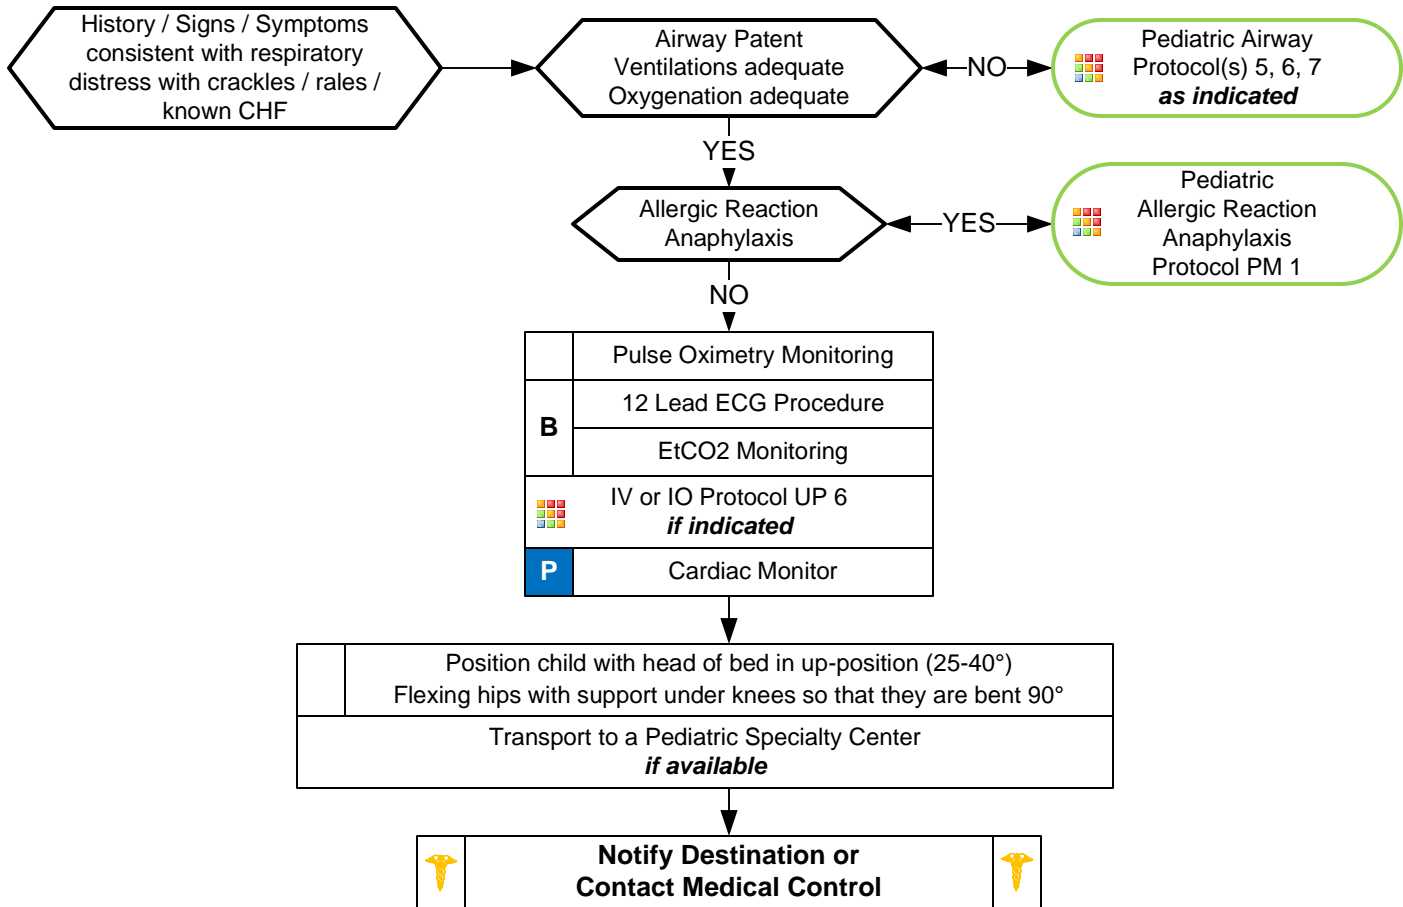 History / Signs / Symptoms
consistent with respiratory
distress with crackles / rales /
known CHF
Airway Patent
Ventilations adequate
Oxygenation adequate
NO
Pediatric Airway
Protocol(s) 5, 6, 7
as indicated
YES
Allergic Reaction
Anaphylaxis
YES
Pediatric
Allergic Reaction
Anaphylaxis
Protocol PM 1
NO
Pulse Oximetry Monitoring
B
12 Lead ECG Procedure
EtCO2 Monitoring
IV or IO Protocol UP 6
if indicated
P
Cardiac Monitor
Position child with head of bed in up-position (25-40°)
Flexing hips with support under knees so that they are bent 90°
Transport to a Pediatric Specialty Center
if available
Notify Destination or
Contact Medical Control